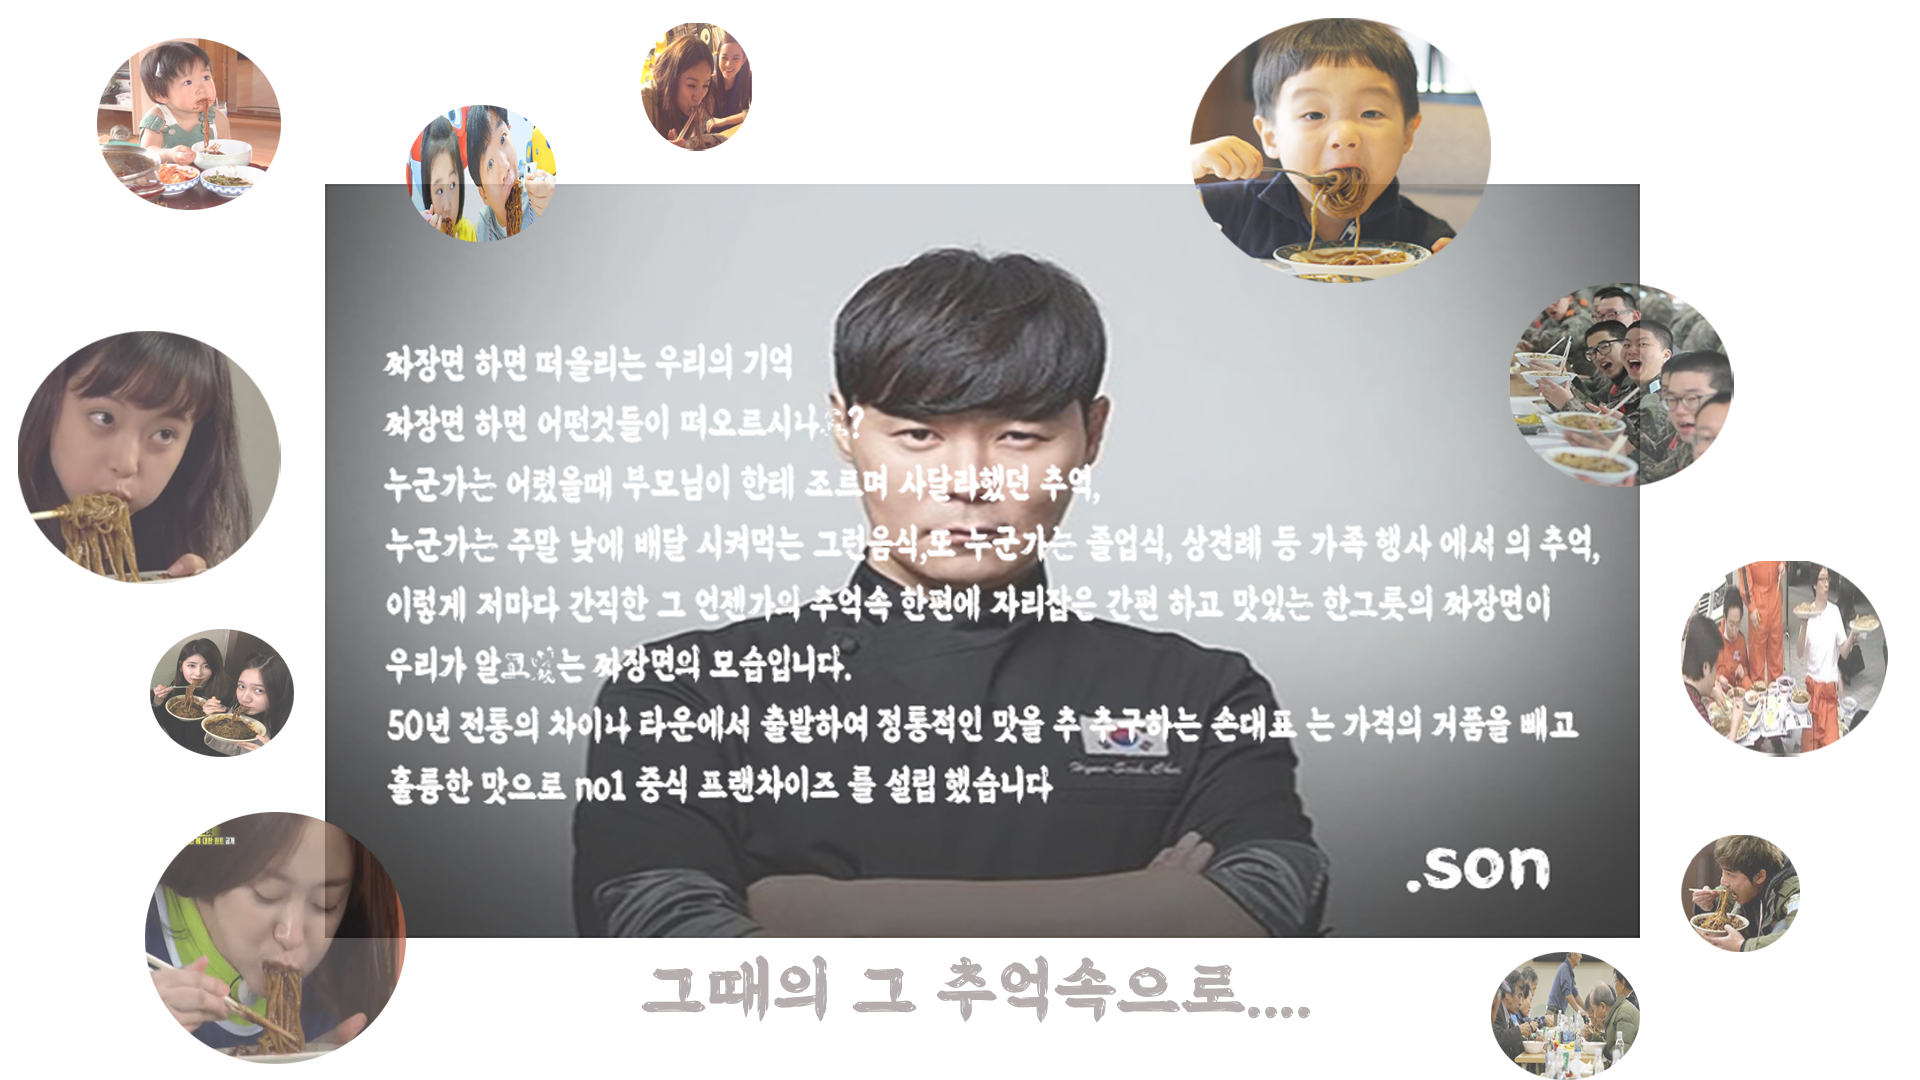 짜장면 하면 떠올리는 우리의 기억
짜장면 하면 어떤것들이 떠오르시나요?
누군가는 어렸을때 부모님이 한테 조르며 사달라했던 추억,
누군가는 주말 낮에 배달 시켜먹는 그런음식,또 누군가는 졸업식, 상견례 등 가족 행사 에서 의 추억,
이렇게 저마다 간직한 그 언젠가의 추억속 한편에 자리잡은 간편 하고 맛있는 한그릇의 짜장면이
우리가 알고있는 짜장면의 모습입니다.
50년 전통의 차이나 타운에서 출발하여 정통적인 맛을 추 추구하는 손대표 는 가격의 거품을 빼고
훌륭한 맛으로 no1 중식 프랜차이즈 를 설립 했습니다
.son
그때의 그 추억속으로....